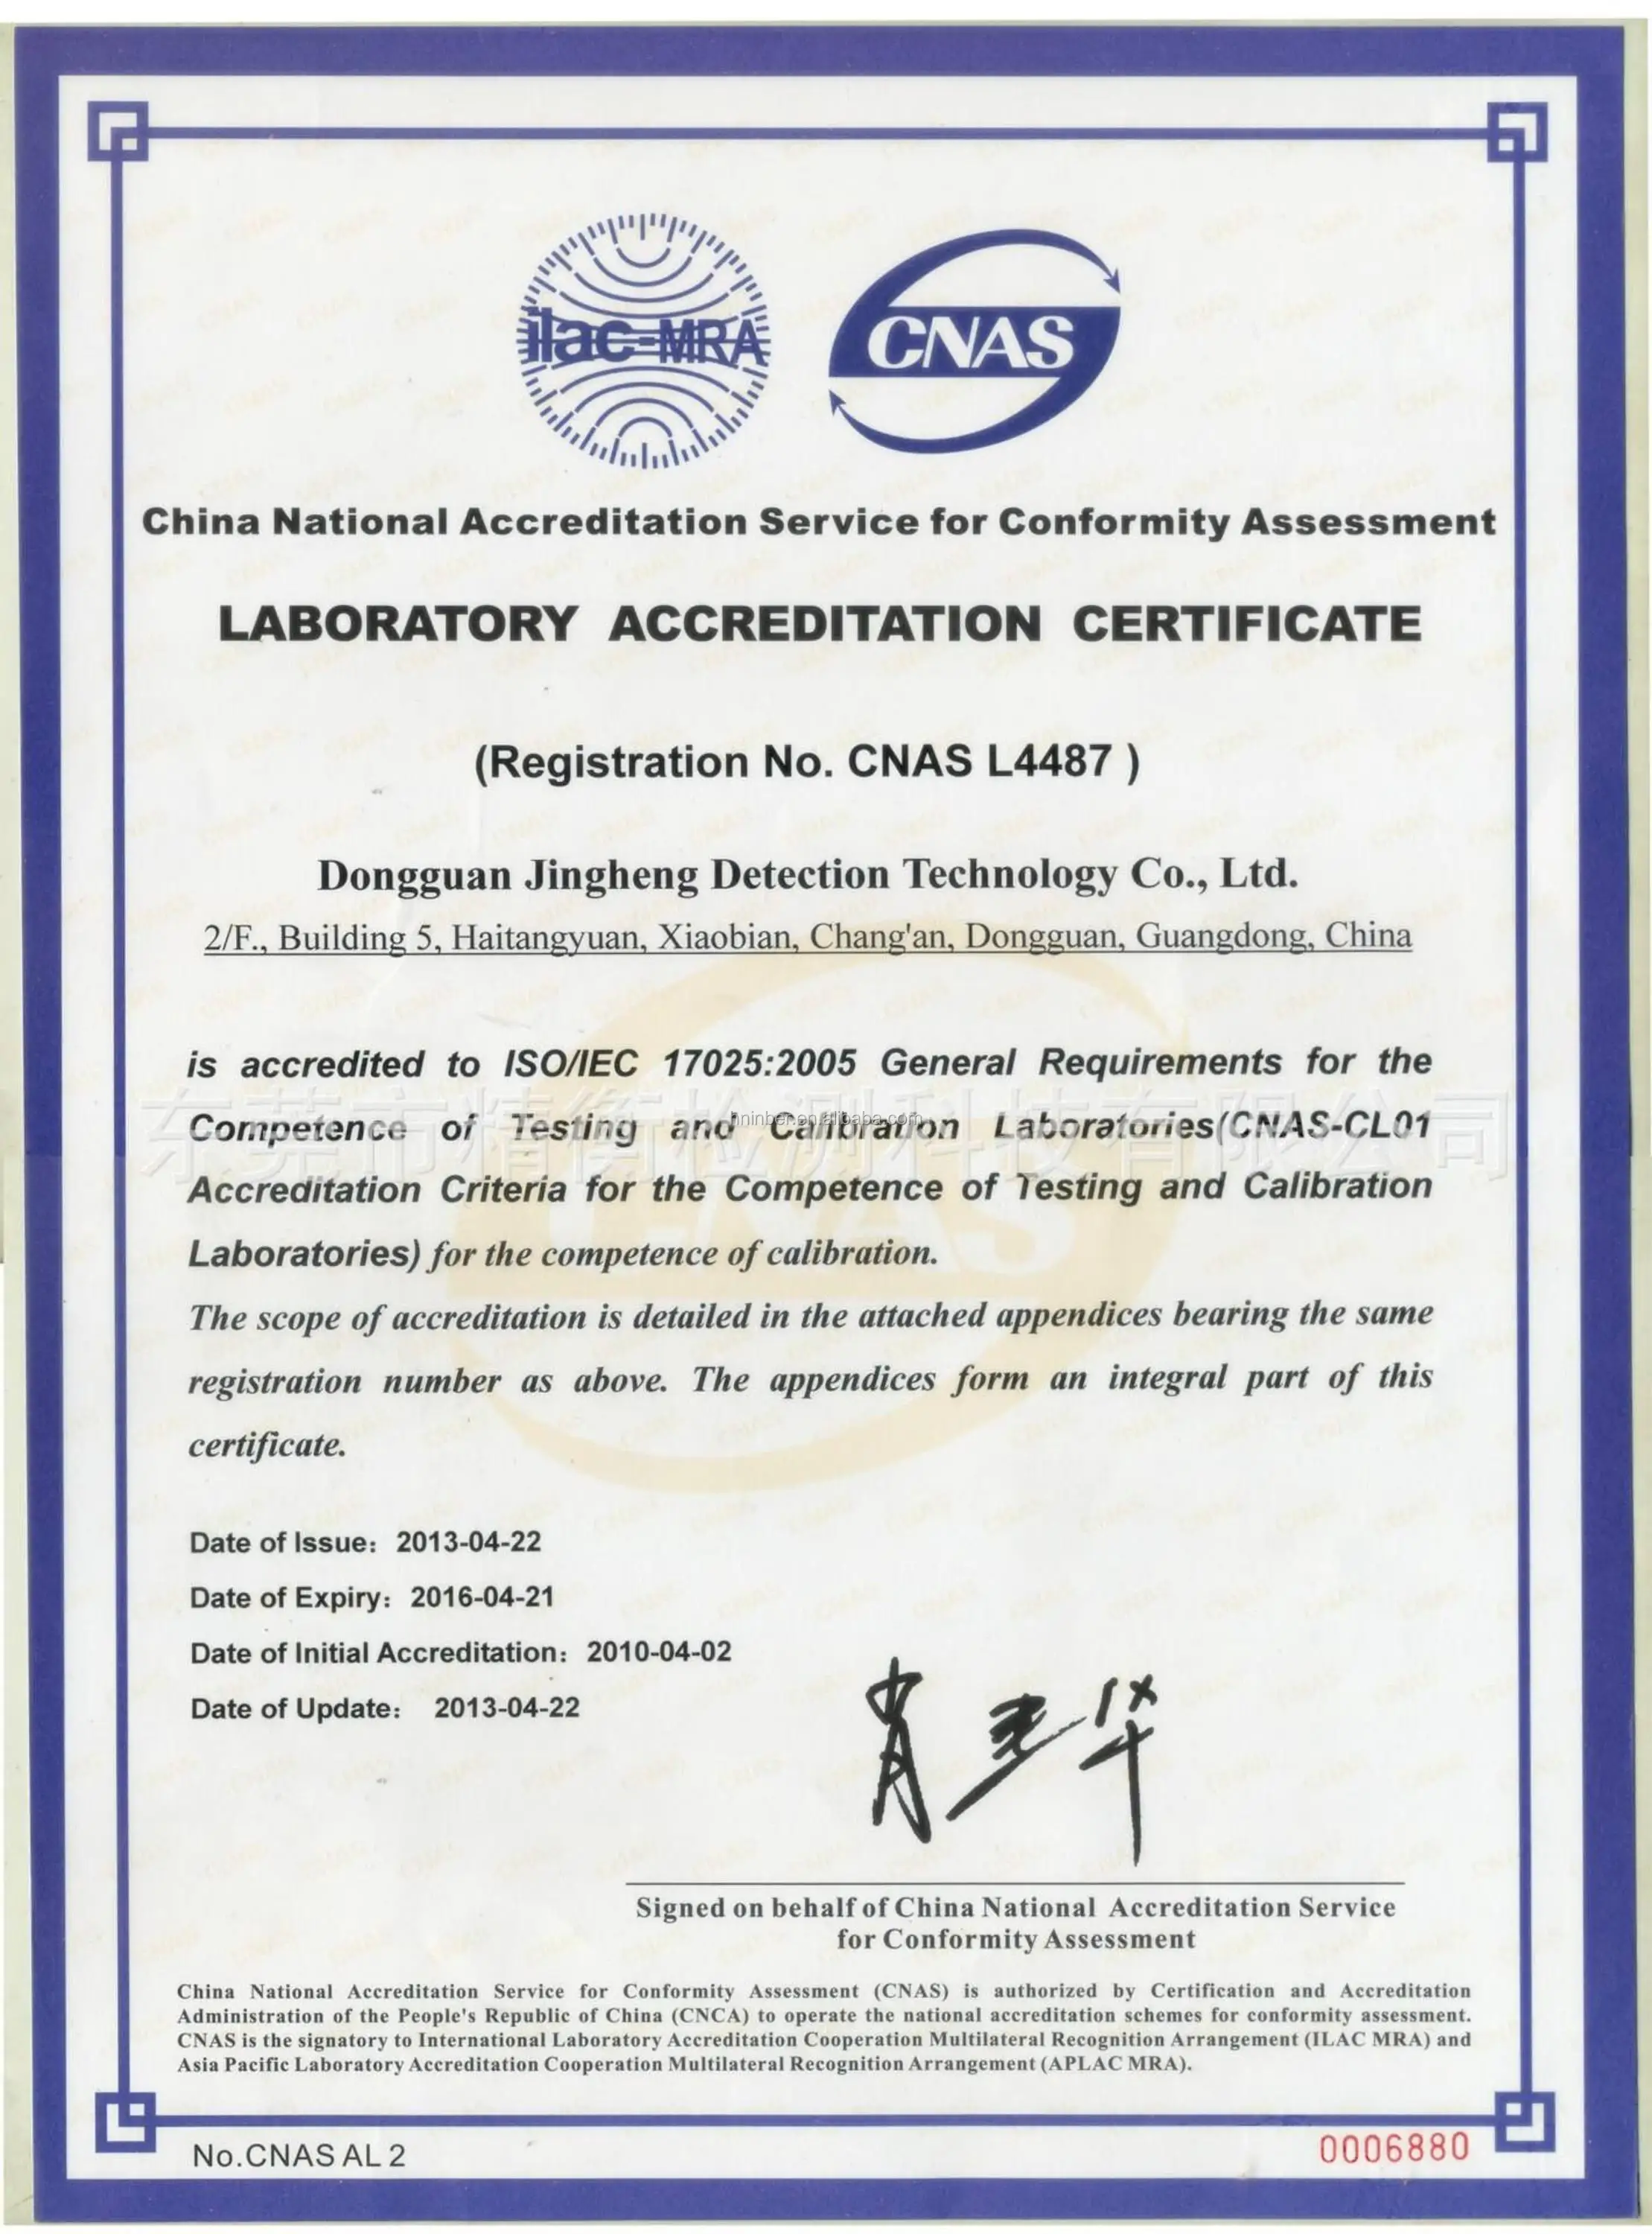 ilac-MRA
CNAS
China National Accreditation Service for Conformity Assessment
LABORATORY ACCREDITATION CERTIFICATE
(Registration No. CNAS L4487 )
Dongguan Jingheng Detection Technology Co., Ltd.
2/F., Building 5, Haitangyuan, Xiaobian, Chang'an, Dongguan, Guangdong, China
is accredited to ISO/IEC 17025:2005 General Requirements for the
东莞市精衡检测科技有限公司
hninber.en.alibaba.com
Competence of Testing and Calibration Laboratories(CNAS-CL01
Accreditation Criteria for the Competence of Testing and Calibration
Laboratories) for the competence of calibration.
The scope of accreditation is detailed in the attached appendices bearing the same
registration number as above. The appendices form an integral part of this
certificate.
Date of Issue：2013-04-22
Date of Expiry：2016-04-21
Date of Initial Accreditation：2010-04-02
Date of Update： 2013-04-22
肖建华
Signed on behalf of China National Accreditation Service
for Conformity Assessment
China National Accreditation Service for Conformity Assessment (CNAS) is authorized by Certification and Accreditation
Administration of the People's Republic of China (CNCA) to operate the national accreditation schemes for conformity assessment.
CNAS is the signatory to International Laboratory Accreditation Cooperation Multilateral Recognition Arrangement (ILAC MRA) and
Asia Pacific Laboratory Accreditation Cooperation Multilateral Recognition Arrangement (APLAC MRA).
No.CNAS AL 2
0006880